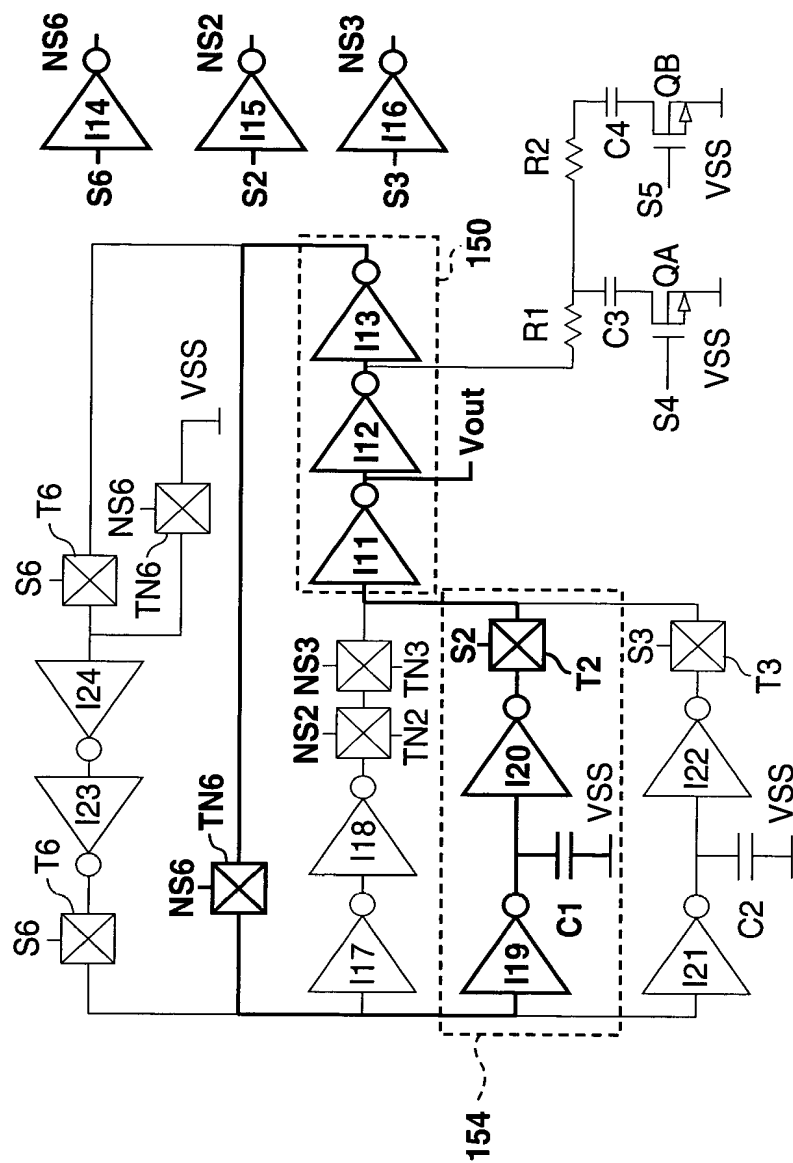 S6 I14 NS6
S2 I15 NS2
S3 I16 NS3
S6 T6 I23 I24 S6 T6
TN6 NS6 VSS
NS6 TN6
I17 I18 NS2 TN2 NS3 TN3
I11 I12 I13
150
Vout
I19 C1 VSS I20 S2 T2
154
I21 C2 VSS I22 S3 T3
R1 R2
C3 C4
S4 QA VSS
S5 QB VSS